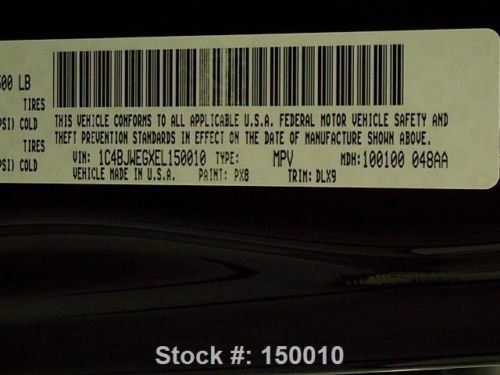 500 LB
TIRES
PSI) COLD
TIRES
PSI) COLD
THIS VEHICLE CONFORMS TO ALL APPLICABLE U.S.A. FEDERAL MOTOR VEHICLE SAFETY AND
THEFT PREVENTION STANDARDS IN EFFECT ON THE DATE OF MANUFACTURE SHOWN ABOVE.
VIN: 1C4BJWEGXEL150010 TYPE: MPV MDH: 100100 048AA
VEHICLE MADE IN U.S.A. PAINT: PX8 TRIM: DLX9
Stock #: 150010